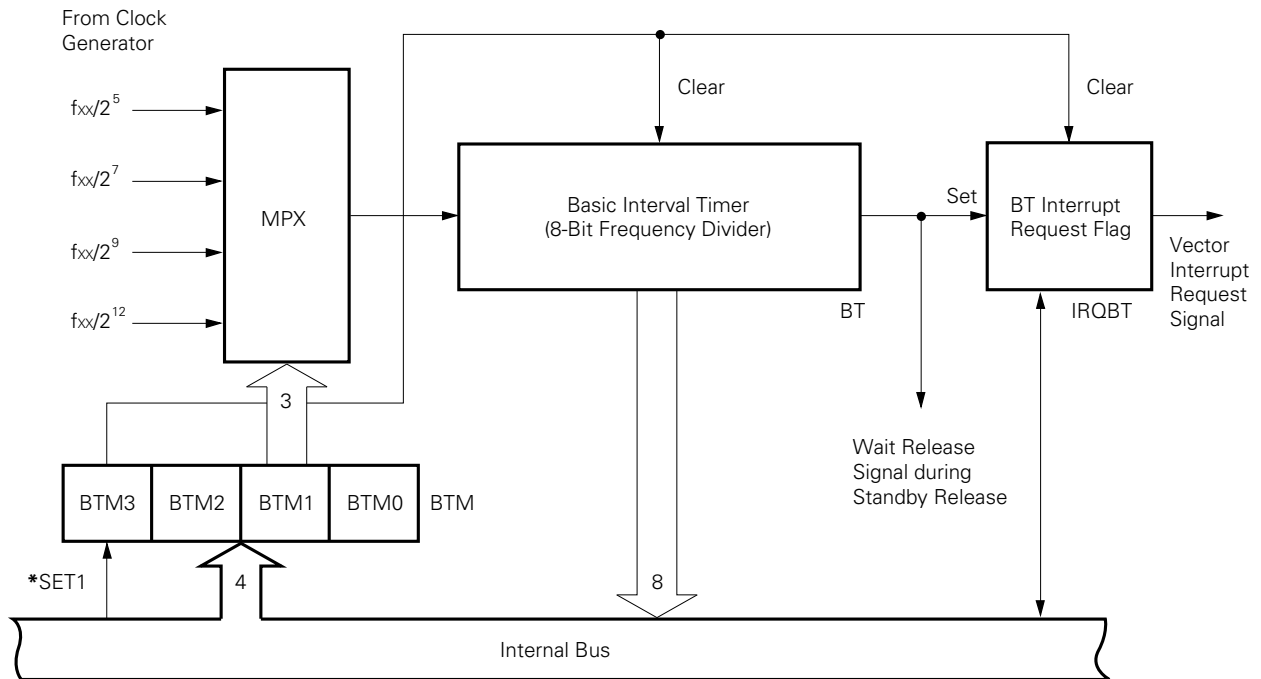 From Clock
Generator
fxx/2^5
fxx/2^7
fxx/2^9
fxx/2^12
MPX
3
BTM3
BTM2
BTM1
BTM0
BTM
*SET1
4
Clear
Clear
Basic Interval Timer
(8-Bit Frequency Divider)
BT
Set
BT Interrupt
Request Flag
IRQBT
Vector
Interrupt
Request
Signal
Wait Release
Signal during
Standby Release
8
Internal Bus